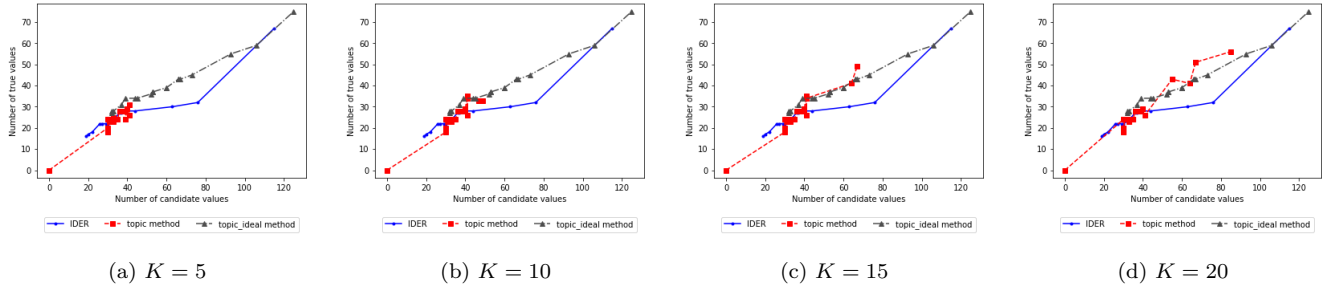 Number of true values
70
60
50
40
30
20
10
0
0 20 40 60 80 100 120
Number of candidate values
IDER topic method topic_ideal method
(a) K = 5
Number of true values
70
60
50
40
30
20
10
0
0 20 40 60 80 100 120
Number of candidate values
IDER topic method topic_ideal method
(b) K = 10
Number of true values
70
60
50
40
30
20
10
0
0 20 40 60 80 100 120
Number of candidate values
IDER topic method topic_ideal method
(c) K = 15
Number of true values
70
60
50
40
30
20
10
0
0 20 40 60 80 100 120
Number of candidate values
IDER topic method topic_ideal method
(d) K = 20